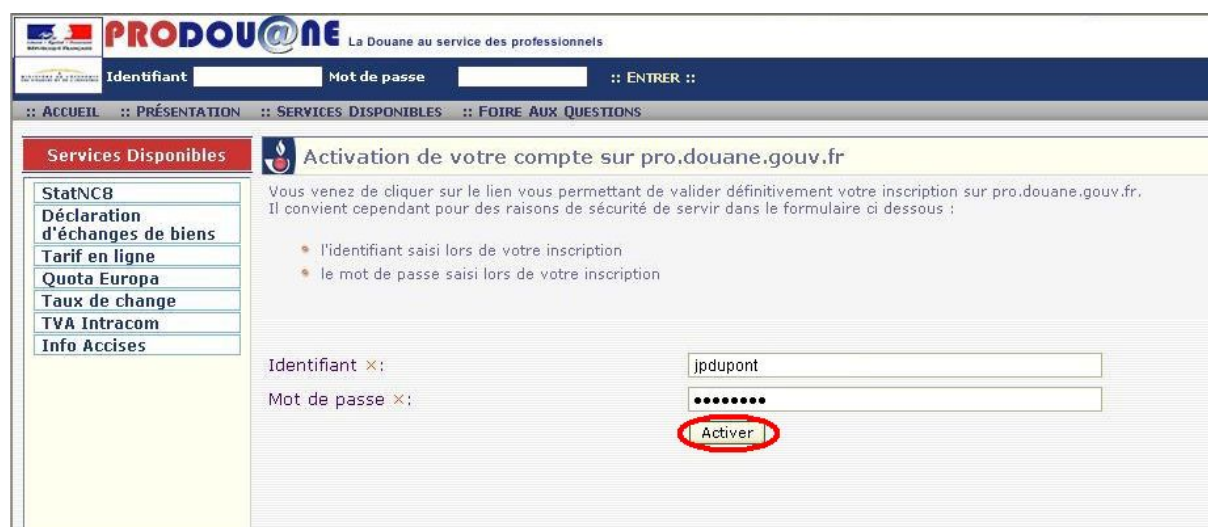 PRODOU@NE La Douane au service des professionnels
Identifiant Mot de passe :: ENTRER ::
:: ACCUEIL :: PRÉSENTATION :: SERVICES DISPONIBLES :: FOIRE AUX QUESTIONS
Services Disponibles
StatNC8
Déclaration
d'échanges de biens
Tarif en ligne
Quota Europa
Taux de change
TVA Intracom
Info Accises
Activation de votre compte sur pro.douane.gouv.fr
Vous venez de cliquer sur le lien vous permettant de valider définitivement votre inscription sur pro.douane.gouv.fr.
Il convient cependant pour des raisons de sécurité de servir dans le formulaire ci dessous :
• l'identifiant saisi lors de votre inscription
• le mot de passe saisi lors de votre inscription
Identifiant ×: jpdupont
Mot de passe ×: ●●●●●●●●
Activer